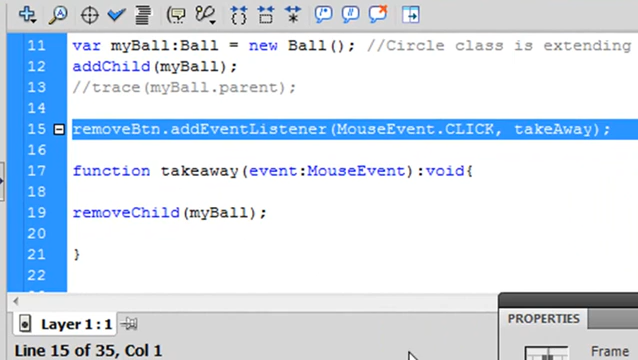 11 var myBall:Ball = new Ball(); //Circle class is extending
12 addChild(myBall);
13 //trace(myBall.parent);
14
15 removeBtn.addEventListener(MouseEvent.CLICK, takeAway);
16
17 function takeaway(event:MouseEvent):void{
18
19 removeChild(myBall);
20
21 }
22
Layer 1 : 1
PROPERTIES
Line 15 of 35, Col 1
Frame